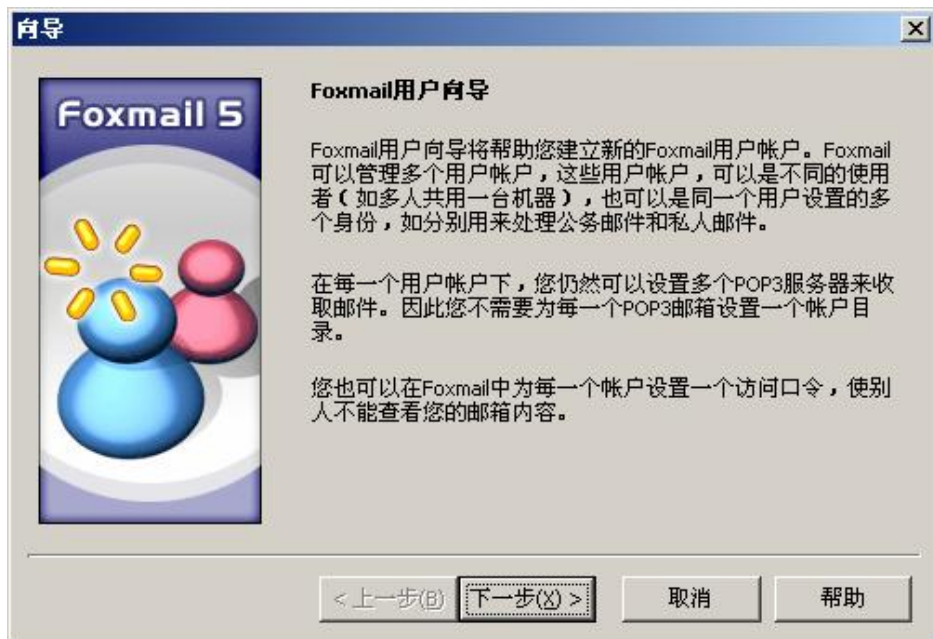 向导
Foxmail 5
Foxmail用户向导
Foxmail用户向导将帮助您建立新的Foxmail用户帐户。Foxmail
可以管理多个用户帐户，这些用户帐户，可以是不同的使用
者（如多人共用一台机器），也可以是同一个用户设置的多
个身份，如分别用来处理公务邮件和私人邮件。
在每一个用户帐户下，您仍然可以设置多个POP3服务器来收
取邮件。因此您不需要为每一个POP3邮箱设置一个帐户目
录。
您也可以在Foxmail中为每一个帐户设置一个访问口令，使别
人不能查看您的邮箱内容。
<上一步(B) 下一步(X) > 取消 帮助